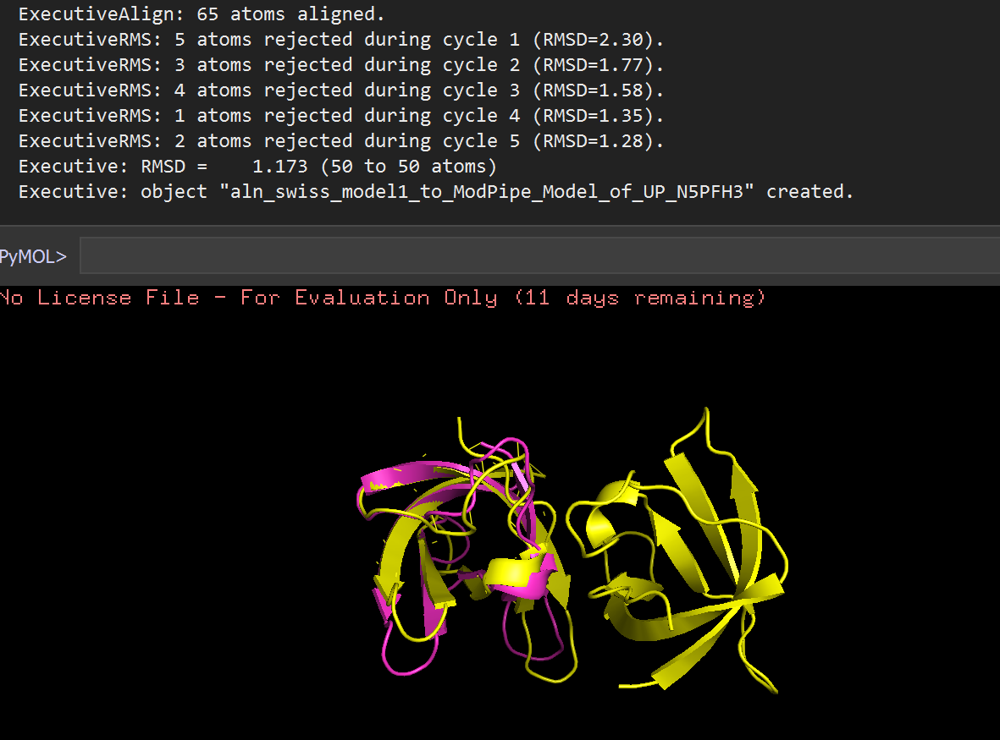 ExecutiveAlign: 65 atoms aligned.
ExecutiveRMS: 5 atoms rejected during cycle 1 (RMSD=2.30).
ExecutiveRMS: 3 atoms rejected during cycle 2 (RMSD=1.77).
ExecutiveRMS: 4 atoms rejected during cycle 3 (RMSD=1.58).
ExecutiveRMS: 1 atoms rejected during cycle 4 (RMSD=1.35).
ExecutiveRMS: 2 atoms rejected during cycle 5 (RMSD=1.28).
Executive: RMSD =    1.173 (50 to 50 atoms)
Executive: object "aln_swiss_model1_to_ModPipe_Model_of_UP_N5PFH3" created.
PyMOL>
No License File - For Evaluation Only (11 days remaining)